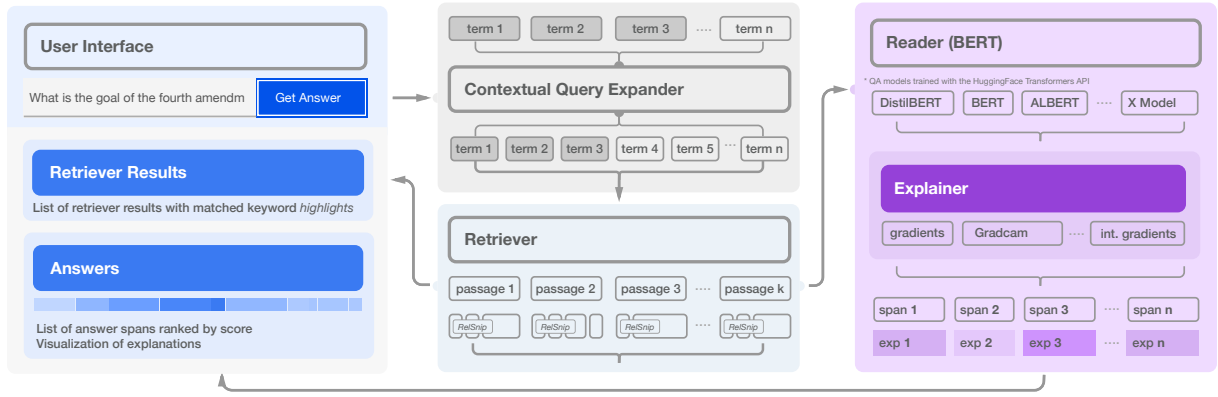 User Interface
What is the goal of the fourth amendm
Get Answer
Retriever Results
List of retriever results with matched keyword highlights
Answers
List of answer spans ranked by score
Visualization of explanations
term 1 term 2 term 3 .... term n
Contextual Query Expander
term 1 term 2 term 3 term 4 term 5 ... term n
Retriever
passage 1 passage 2 passage 3 .... passage k
RelSnip RelSnip RelSnip .... RelSnip
Reader (BERT)
* QA models trained with the HuggingFace Transformers API
DistilBERT BERT ALBERT .... X Model
Explainer
gradients Gradcam .... int. gradients
span 1 span 2 span 3 .... span n
exp 1 exp 2 exp 3 .... exp n